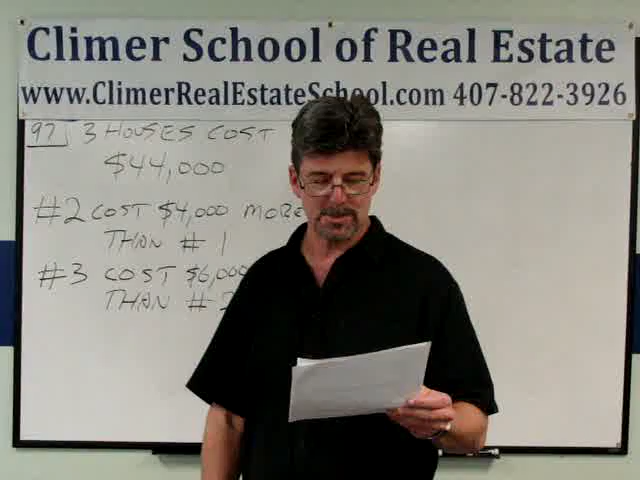 Climer School of Real Estate
www.ClimerRealEstateSchool.com 407-822-3926
97 3 HOUSES COST
$44,000
#2 COST $4,000 MORE
THAN #1
#3 COST $6,000
THAN #2